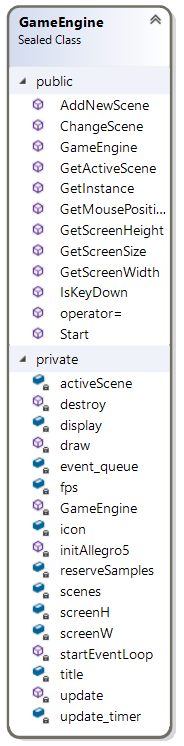 GameEngine
Sealed Class
public
AddNewScene
ChangeScene
GameEngine
GetActiveScene
GetInstance
GetMousePositi...
GetScreenHeight
GetScreenSize
GetScreenWidth
IsKeyDown
operator=
Start
private
activeScene
destroy
display
draw
event_queue
fps
GameEngine
icon
initAllegro5
reserveSamples
scenes
screenH
screenW
startEventLoop
title
update
update_timer